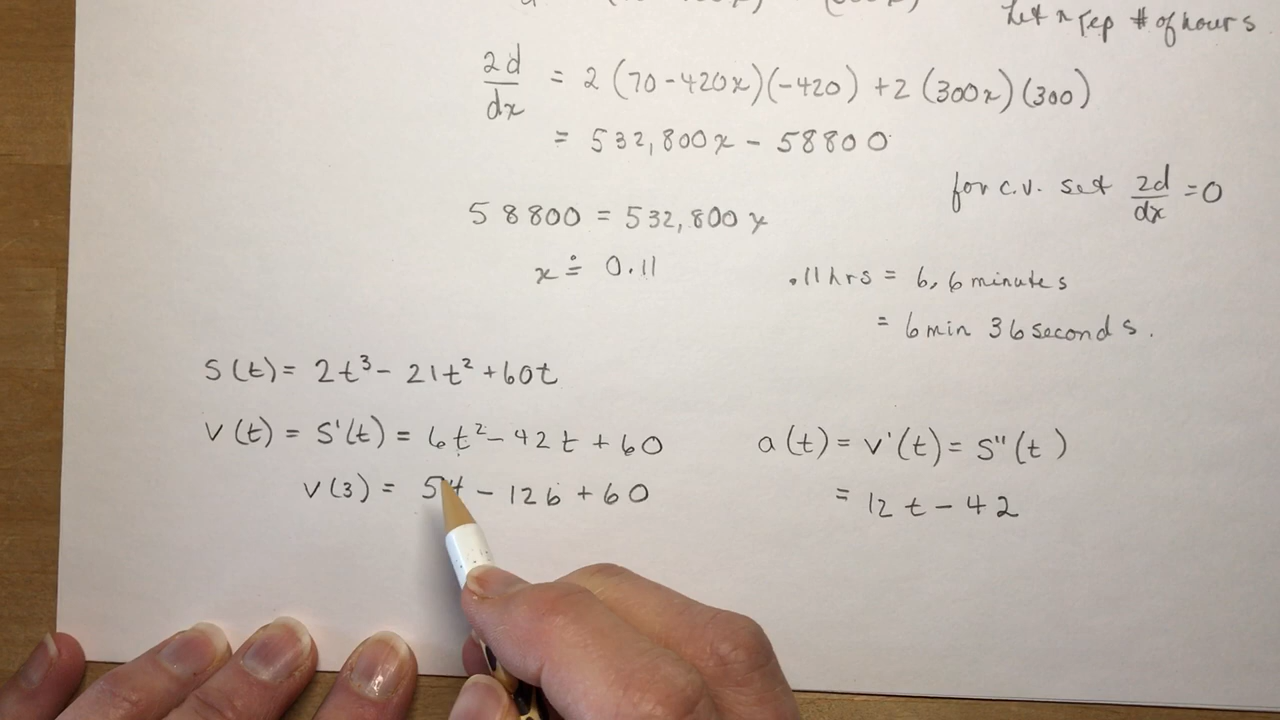 Let x rep # of hours
2d/dx = 2(70-420x)(-420) + 2(300x)(300)
= 532,800x - 58800
for c.v. set 2d/dx = 0
58800 = 532,800x
x ≐ 0.11
.11hrs = 6.6 minutes
= 6 min 36 seconds.
S(t) = 2t³ - 21t² + 60t
V(t) = S'(t) = 6t² - 42t + 60
a(t) = V'(t) = S"(t)
V(3) = 54 - 126 + 60
= 12t - 42